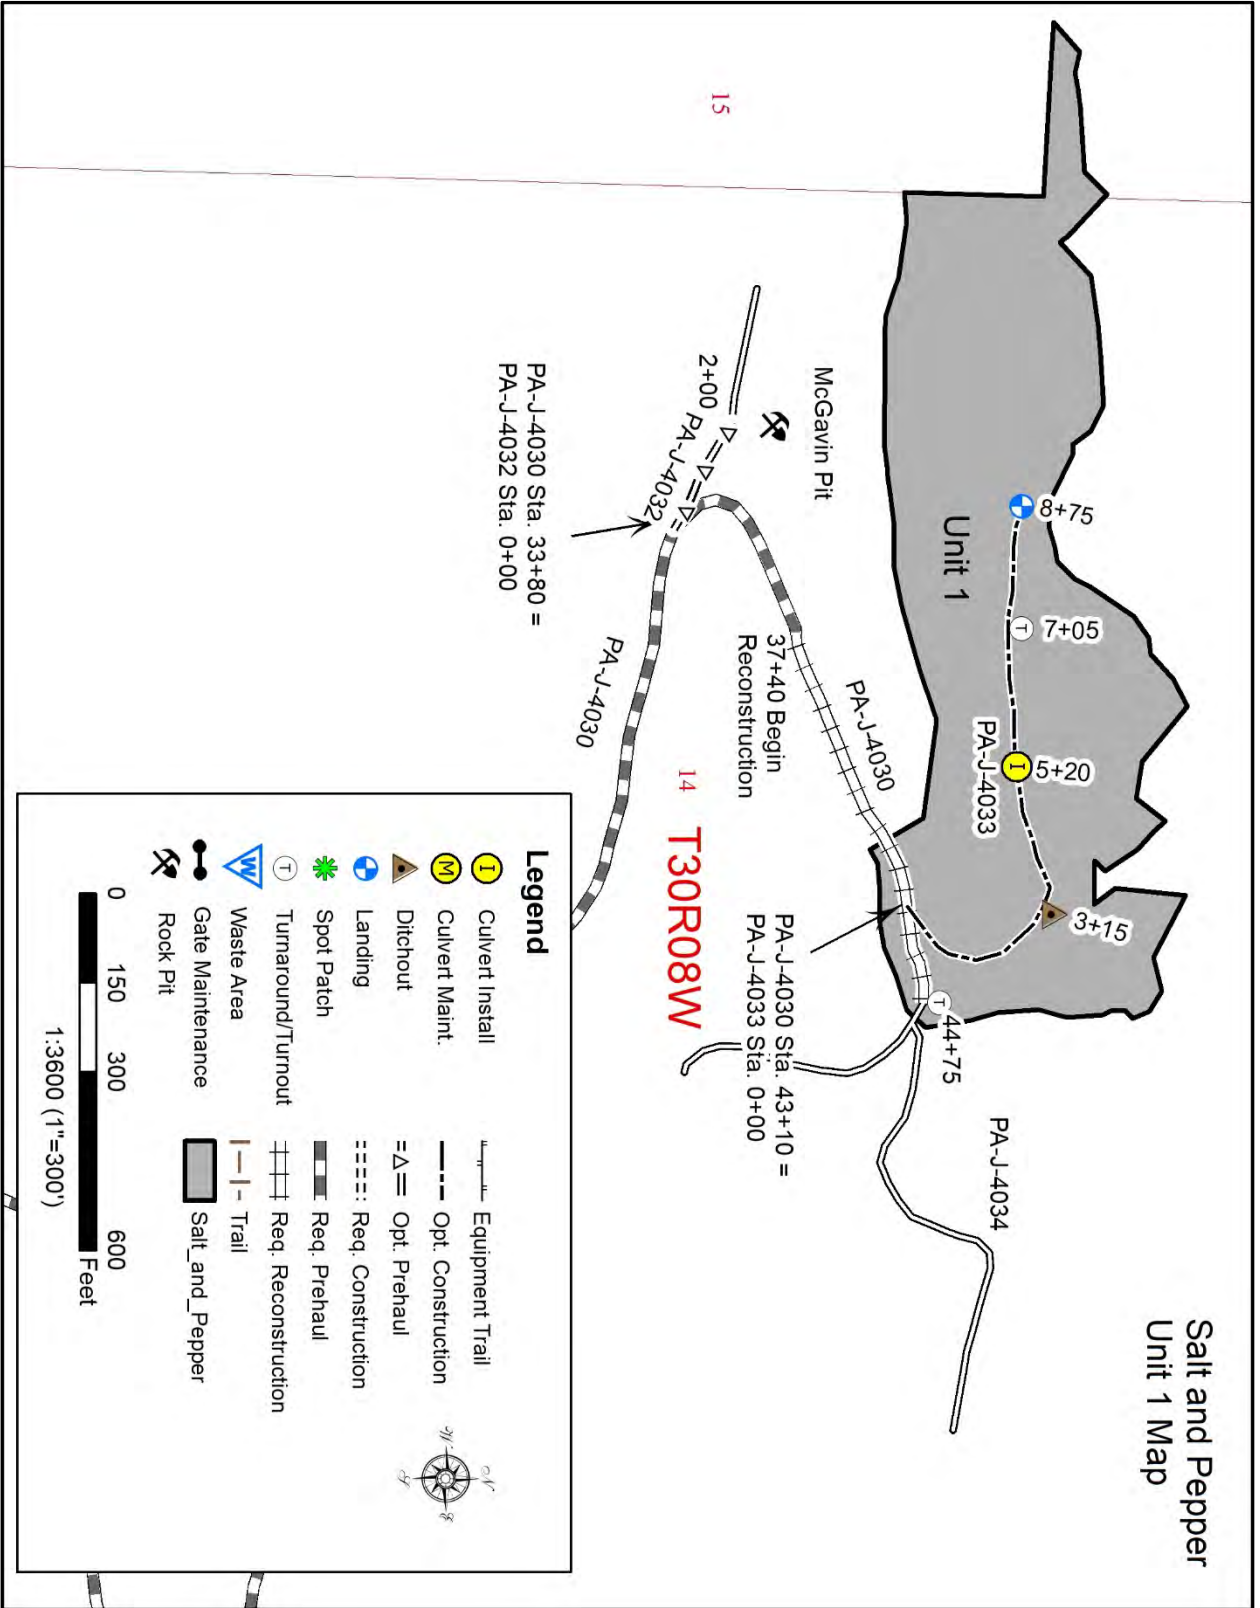 Salt and Pepper
Unit 1 Map
15
8+75
7+05
5+20
3+15
Unit 1
PA-J-4033
McGavin Pit
2+00
PA-J-4032
PA-J-4030 Sta. 33+80 =
PA-J-4032 Sta. 0+00
37+40 Begin
Reconstruction
PA-J-4030
PA-J-4030
14
T30R08W
PA-J-4030 Sta. 43+10 =
PA-J-4033 Sta. 0+00
T
T
I
44+75
PA-J-4034
Legend
I Culvert Install
M Culvert Maint.
Ditchout
Landing
Spot Patch
T Turnaround/Turnout
W Waste Area
Gate Maintenance
Rock Pit
Equipment Trail
Opt. Construction
Opt. Prehaul
Req. Construction
Req. Prehaul
Req. Reconstruction
Trail
Salt_and_Pepper
N
W
E
S
0 150 300 600
Feet
1:3600 (1"=300')